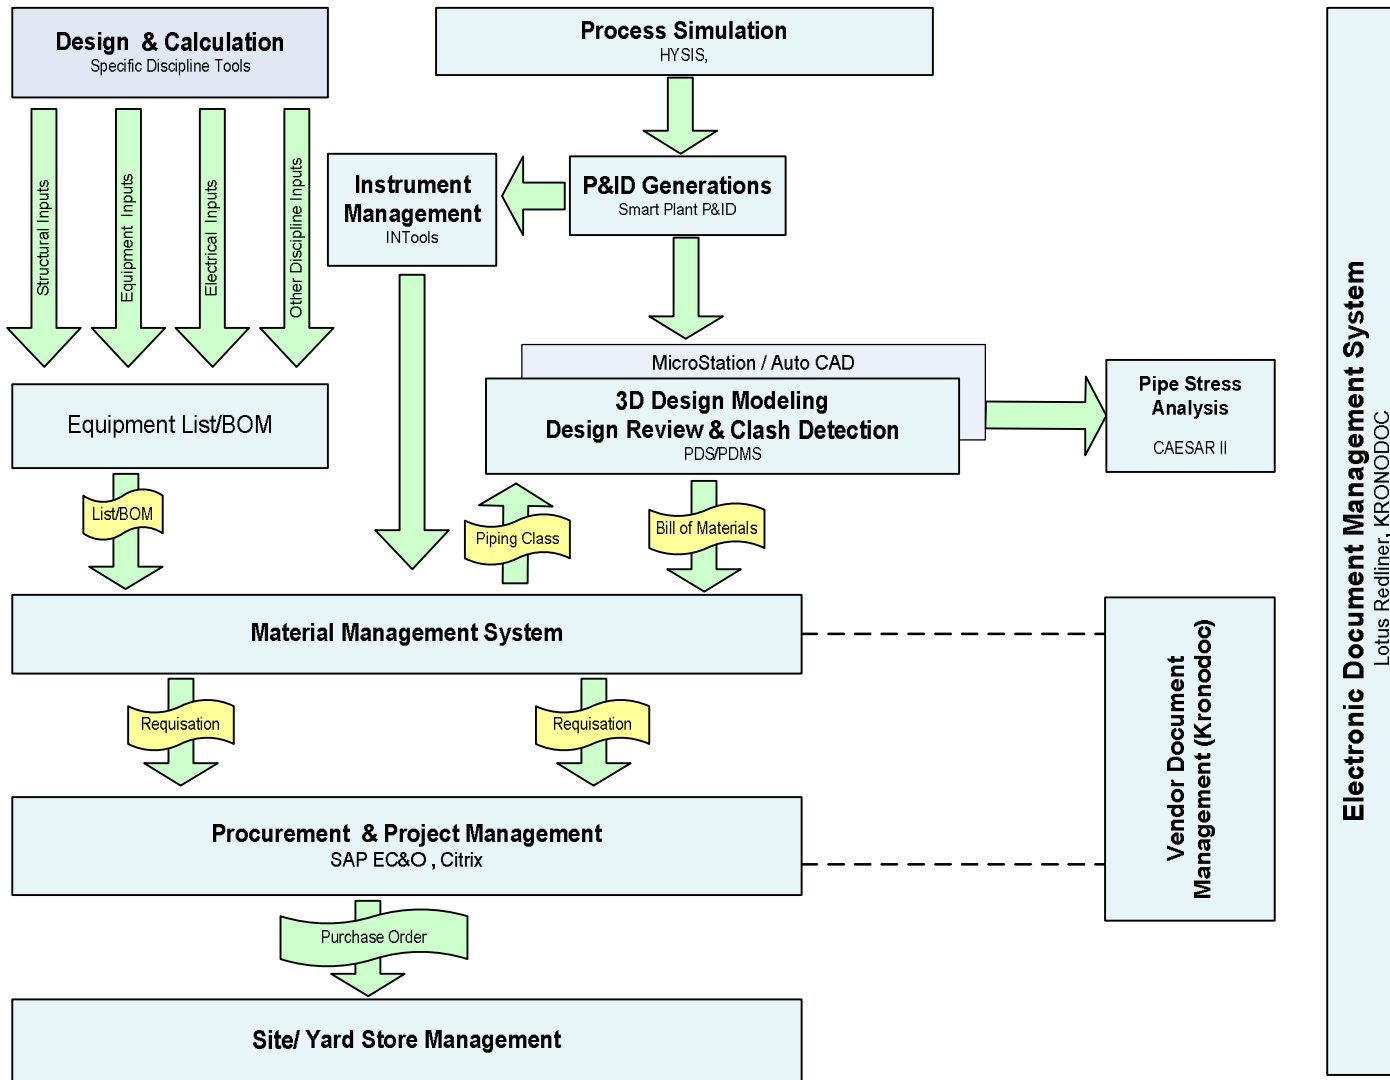 Design & Calculation
Specific Discipline Tools
Process Simulation
HYSIS,
Structural Inputs
Equipment Inputs
Electrical Inputs
Other Discipline Inputs
Instrument
Management
INTools
P&ID Generations
Smart Plant P&ID
MicroStation / Auto CAD
3D Design Modeling
Design Review & Clash Detection
PDS/PDMS
Pipe Stress
Analysis
CAESAR II
Equipment List/BOM
List/BOM
Piping Class
Bill of Materials
Material Management System
Requisation
Requisation
Vendor Document
Management (Kronodoc)
Procurement & Project Management
SAP EC&O , Citrix
Purchase Order
Site/ Yard Store Management
Electronic Document Management System
Lotus Redliner, KRONODOC